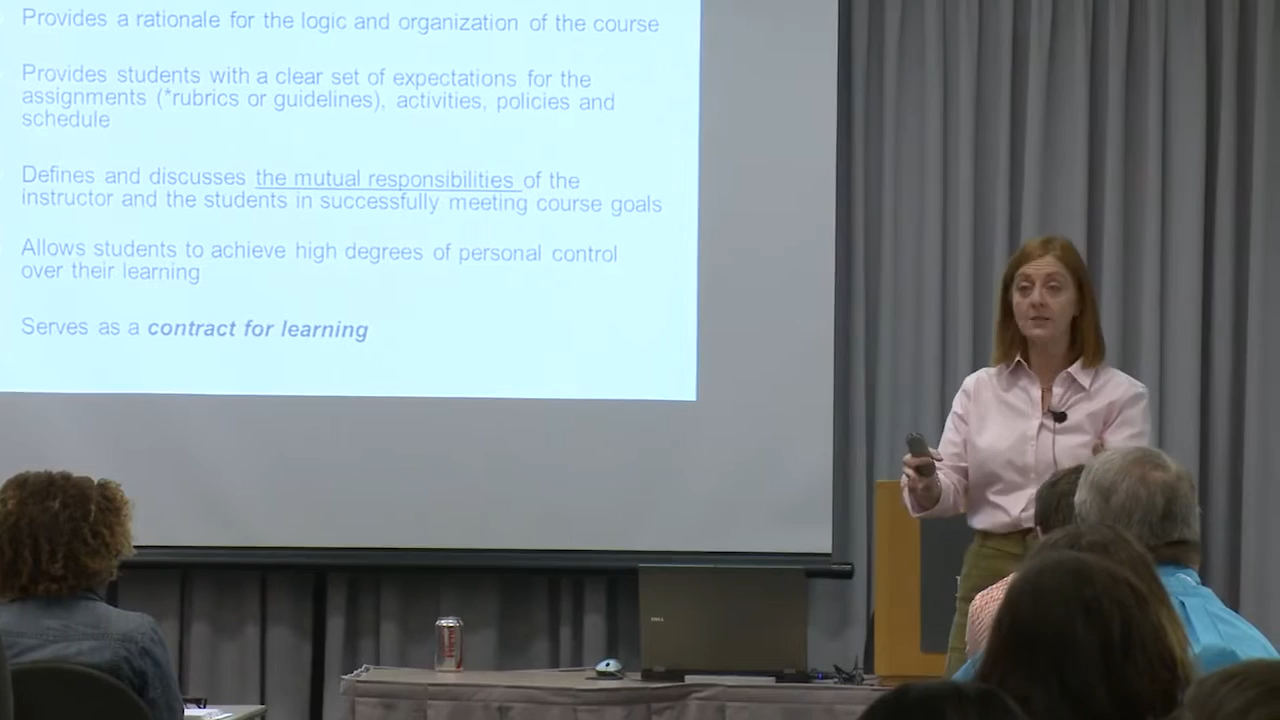 Provides a rationale for the logic and organization of the course
Provides students with a clear set of expectations for the
assignments (*rubrics or guidelines), activities, policies and
schedule
Defines and discusses the mutual responsibilities of the
instructor and the students in successfully meeting course goals
Allows students to achieve high degrees of personal control
over their learning
Serves as a contract for learning
DELL